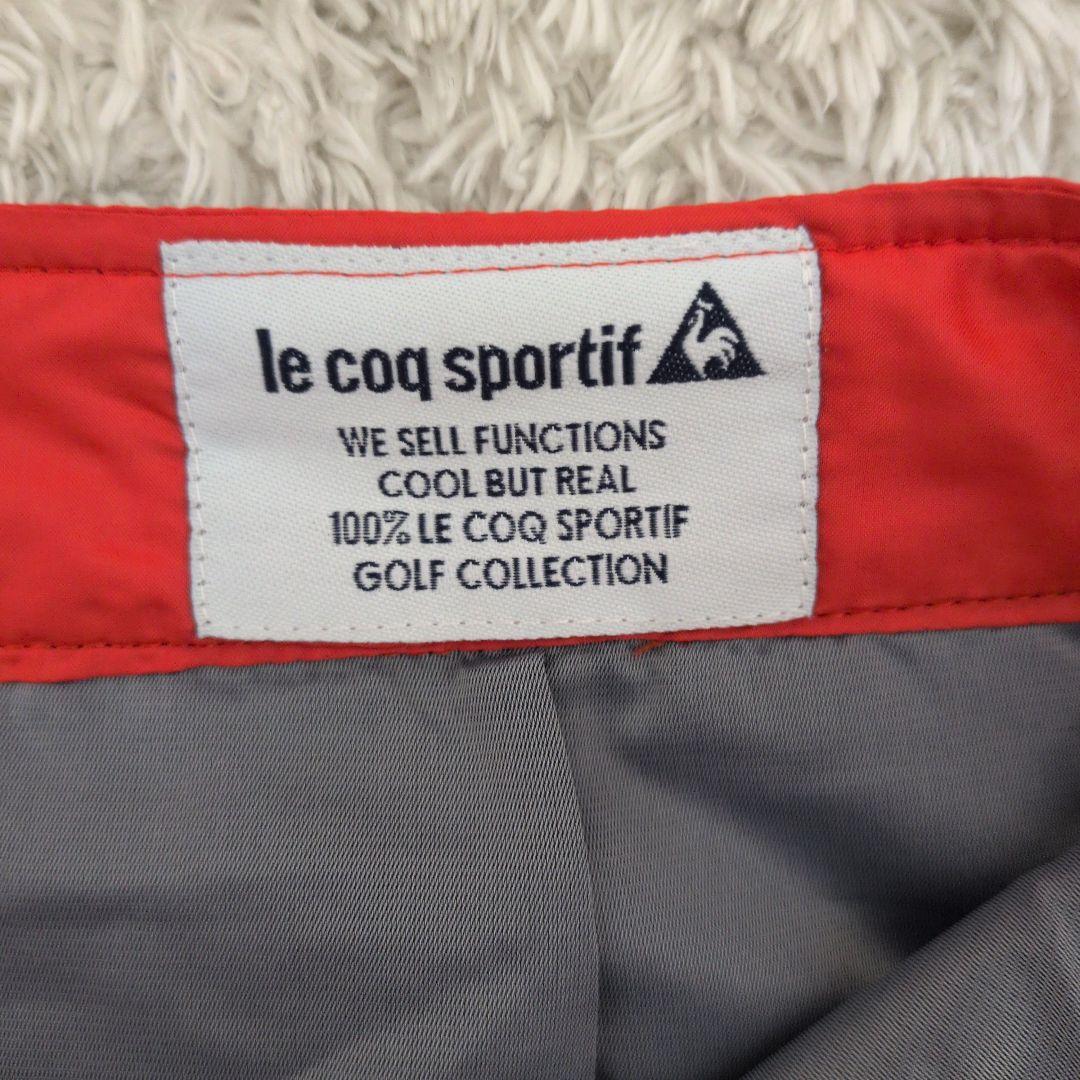 le coq sportif
WE SELL FUNCTIONS
COOL BUT REAL
100% LE COQ SPORTIF
GOLF COLLECTION